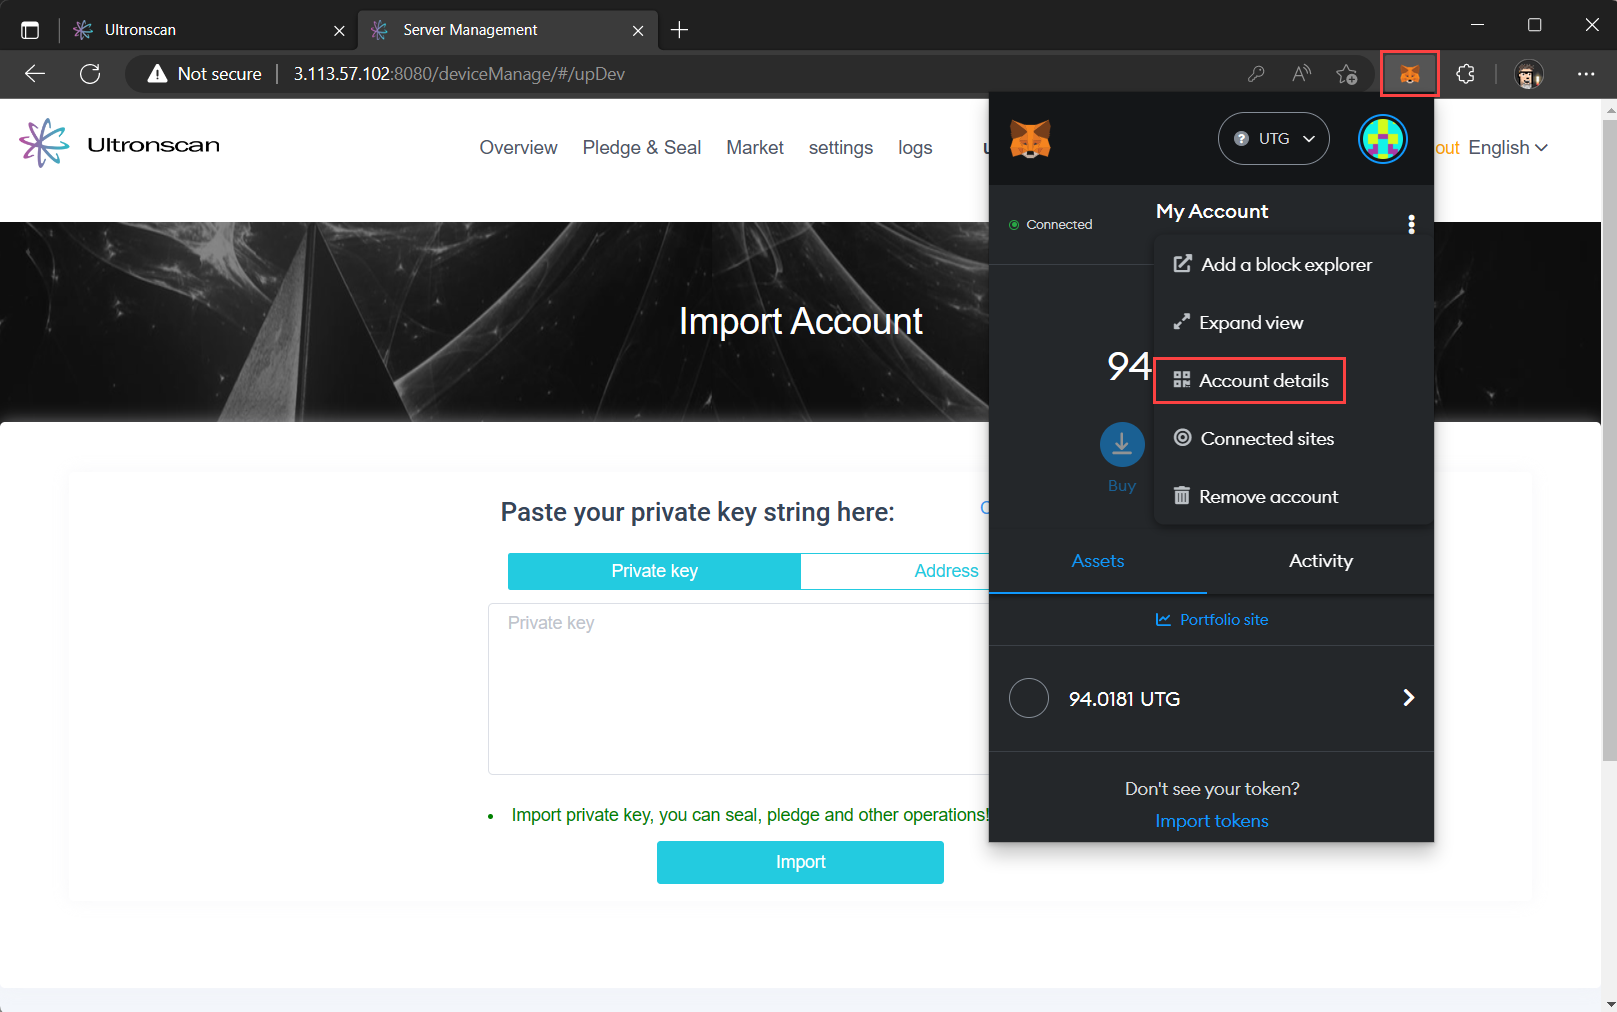 Ultronscan
Server Management
Not secure
3.113.57.102:8080/deviceManage/#/upDev
Ultronscan
Overview
Pledge & Seal
Market
settings
logs
out
English
UTG
Connected
My Account
Add a block explorer
Expand view
Account details
Connected sites
Remove account
Import Account
94
Buy
Paste your private key string here:
Private key
Address
Private key
Import private key, you can seal, pledge and other operations!
Import
Assets
Activity
Portfolio site
94.0181 UTG
Don't see your token?
Import tokens